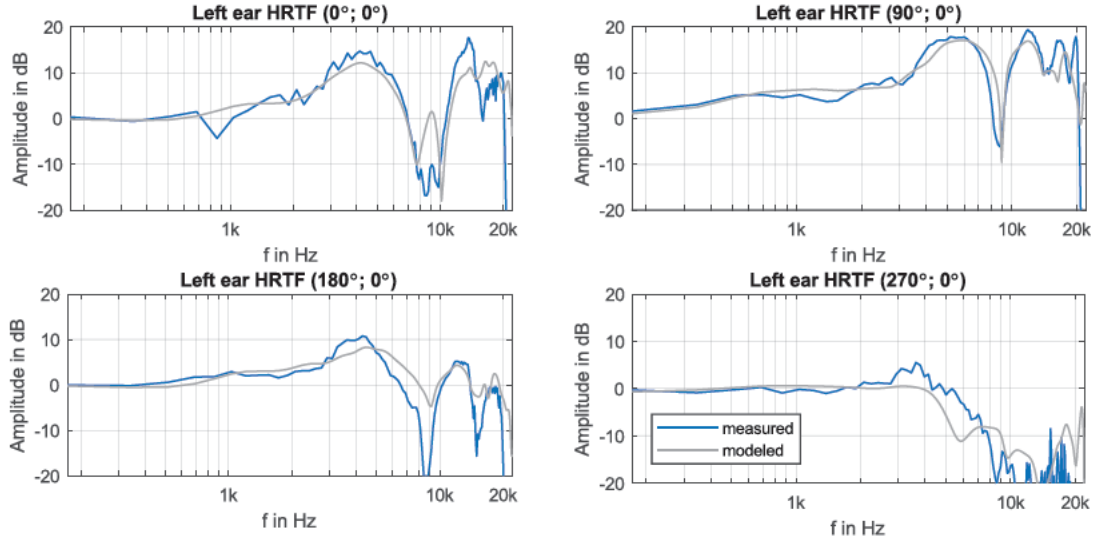 Left ear HRTF (0°; 0°)
20
10
0
-10
-20
Amplitude in dB
1k
10k
20k
f in Hz
Left ear HRTF (90°; 0°)
20
10
0
-10
-20
Amplitude in dB
1k
10k
20k
f in Hz
Left ear HRTF (180°; 0°)
20
10
0
-10
-20
Amplitude in dB
1k
10k
20k
f in Hz
Left ear HRTF (270°; 0°)
20
10
0
-10
-20
Amplitude in dB
measured
modeled
1k
10k
20k
f in Hz